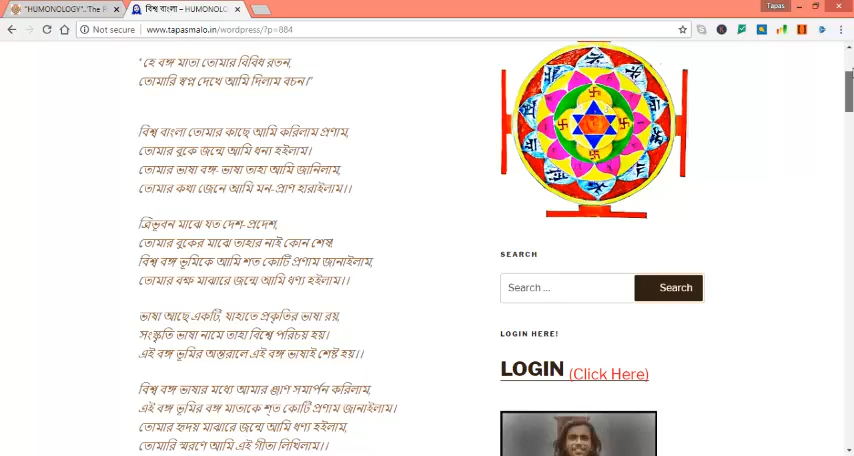 "HUMONOLOGY"..'The F
বিশ্ব বাংলা – HUMONOLO
Tapas
Not secure
www.tapasmalo.in/wordpress/?p=884
“ হে বঙ্গ মাতা তোমার বিবিধ রতন,
তোমারি স্বপ্ন দেখে আমি দিলাম বচন।”
বিশ্ব বাংলা তোমার কাছে আমি করিলাম প্রণাম,
তোমার বুকে জন্মে আমি ধন্য হইলাম।
তোমার ভাষা বঙ্গ- ভাষা তাহা আমি জানিলাম,
তোমার কথা জেনে আমি মন-প্রাণ হারাইলাম।।
ত্রিভূবন মাঝে যত দেশ- প্রদেশ,
তোমার বুকের মাঝে তাহার নাই কোন শেষ।
বিশ্ব বঙ্গ ভূমিকে আমি শত কোটি প্রণাম জানাইলাম,
তোমার বক্ষ মাঝারে জন্মে আমি ধণ্য হইলাম।।
ভাষা আছে একটি, যাহাতে প্রকৃতির ভাষা রয়,
সংস্কৃতি ভাষা নামে তাহা বিশ্বে পরিচয় হয়।
এই বঙ্গ ভূমির অন্তরালে এই বঙ্গ ভাষাই শেষ্ট হয়।।
বিশ্ব বঙ্গ ভাষার মধ্যে আমার জ্ঞান সমার্পন করিলাম,
এই বঙ্গ ভূমির বঙ্গ মাতাকে শ্ত কোটি প্রণাম জানাইলাম।
তোমার হৃদয় মাঝারে জন্মে আমি ধণ্য হইলাম,
তোমারি স্মরণে আমি এই গীতা লিখিলাম।।
SEARCH
Search ...
Search
LOGIN HERE!
LOGIN (Click Here)